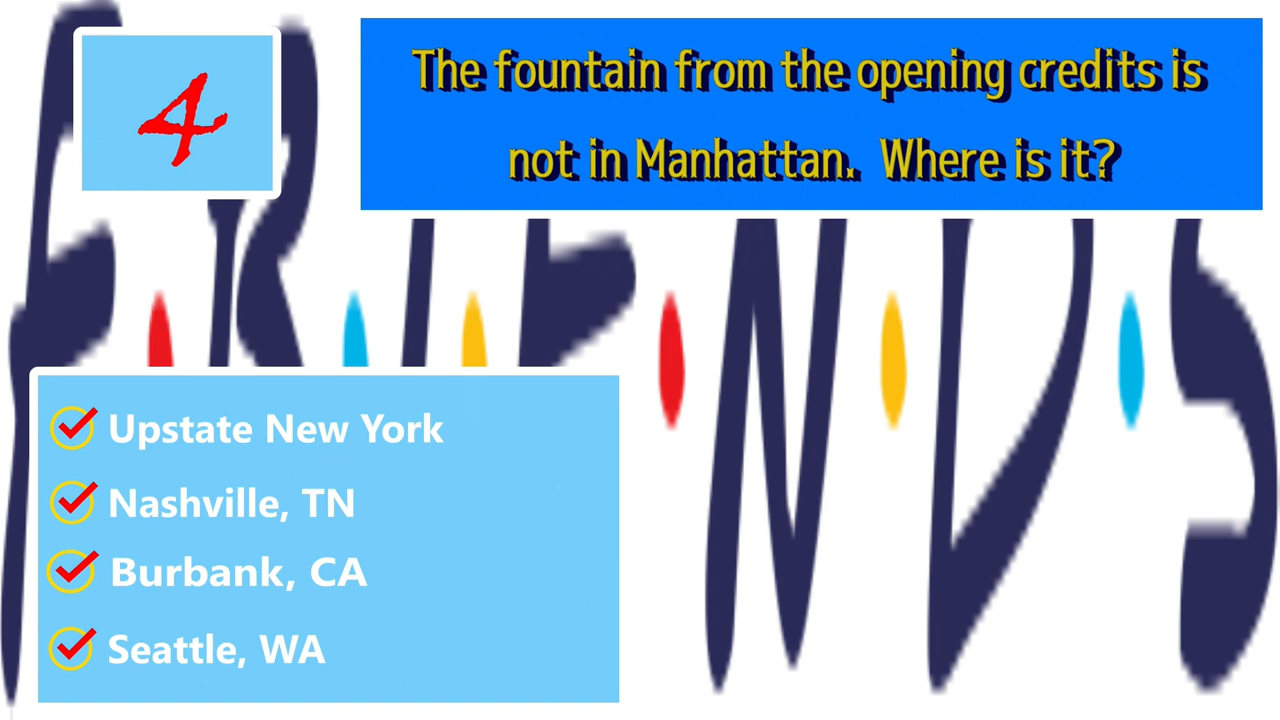 4
The fountain from the opening credits is
not in Manhattan. Where is it?
F·R·I·E·N·D·S
Upstate New York
Nashville, TN
Burbank, CA
Seattle, WA